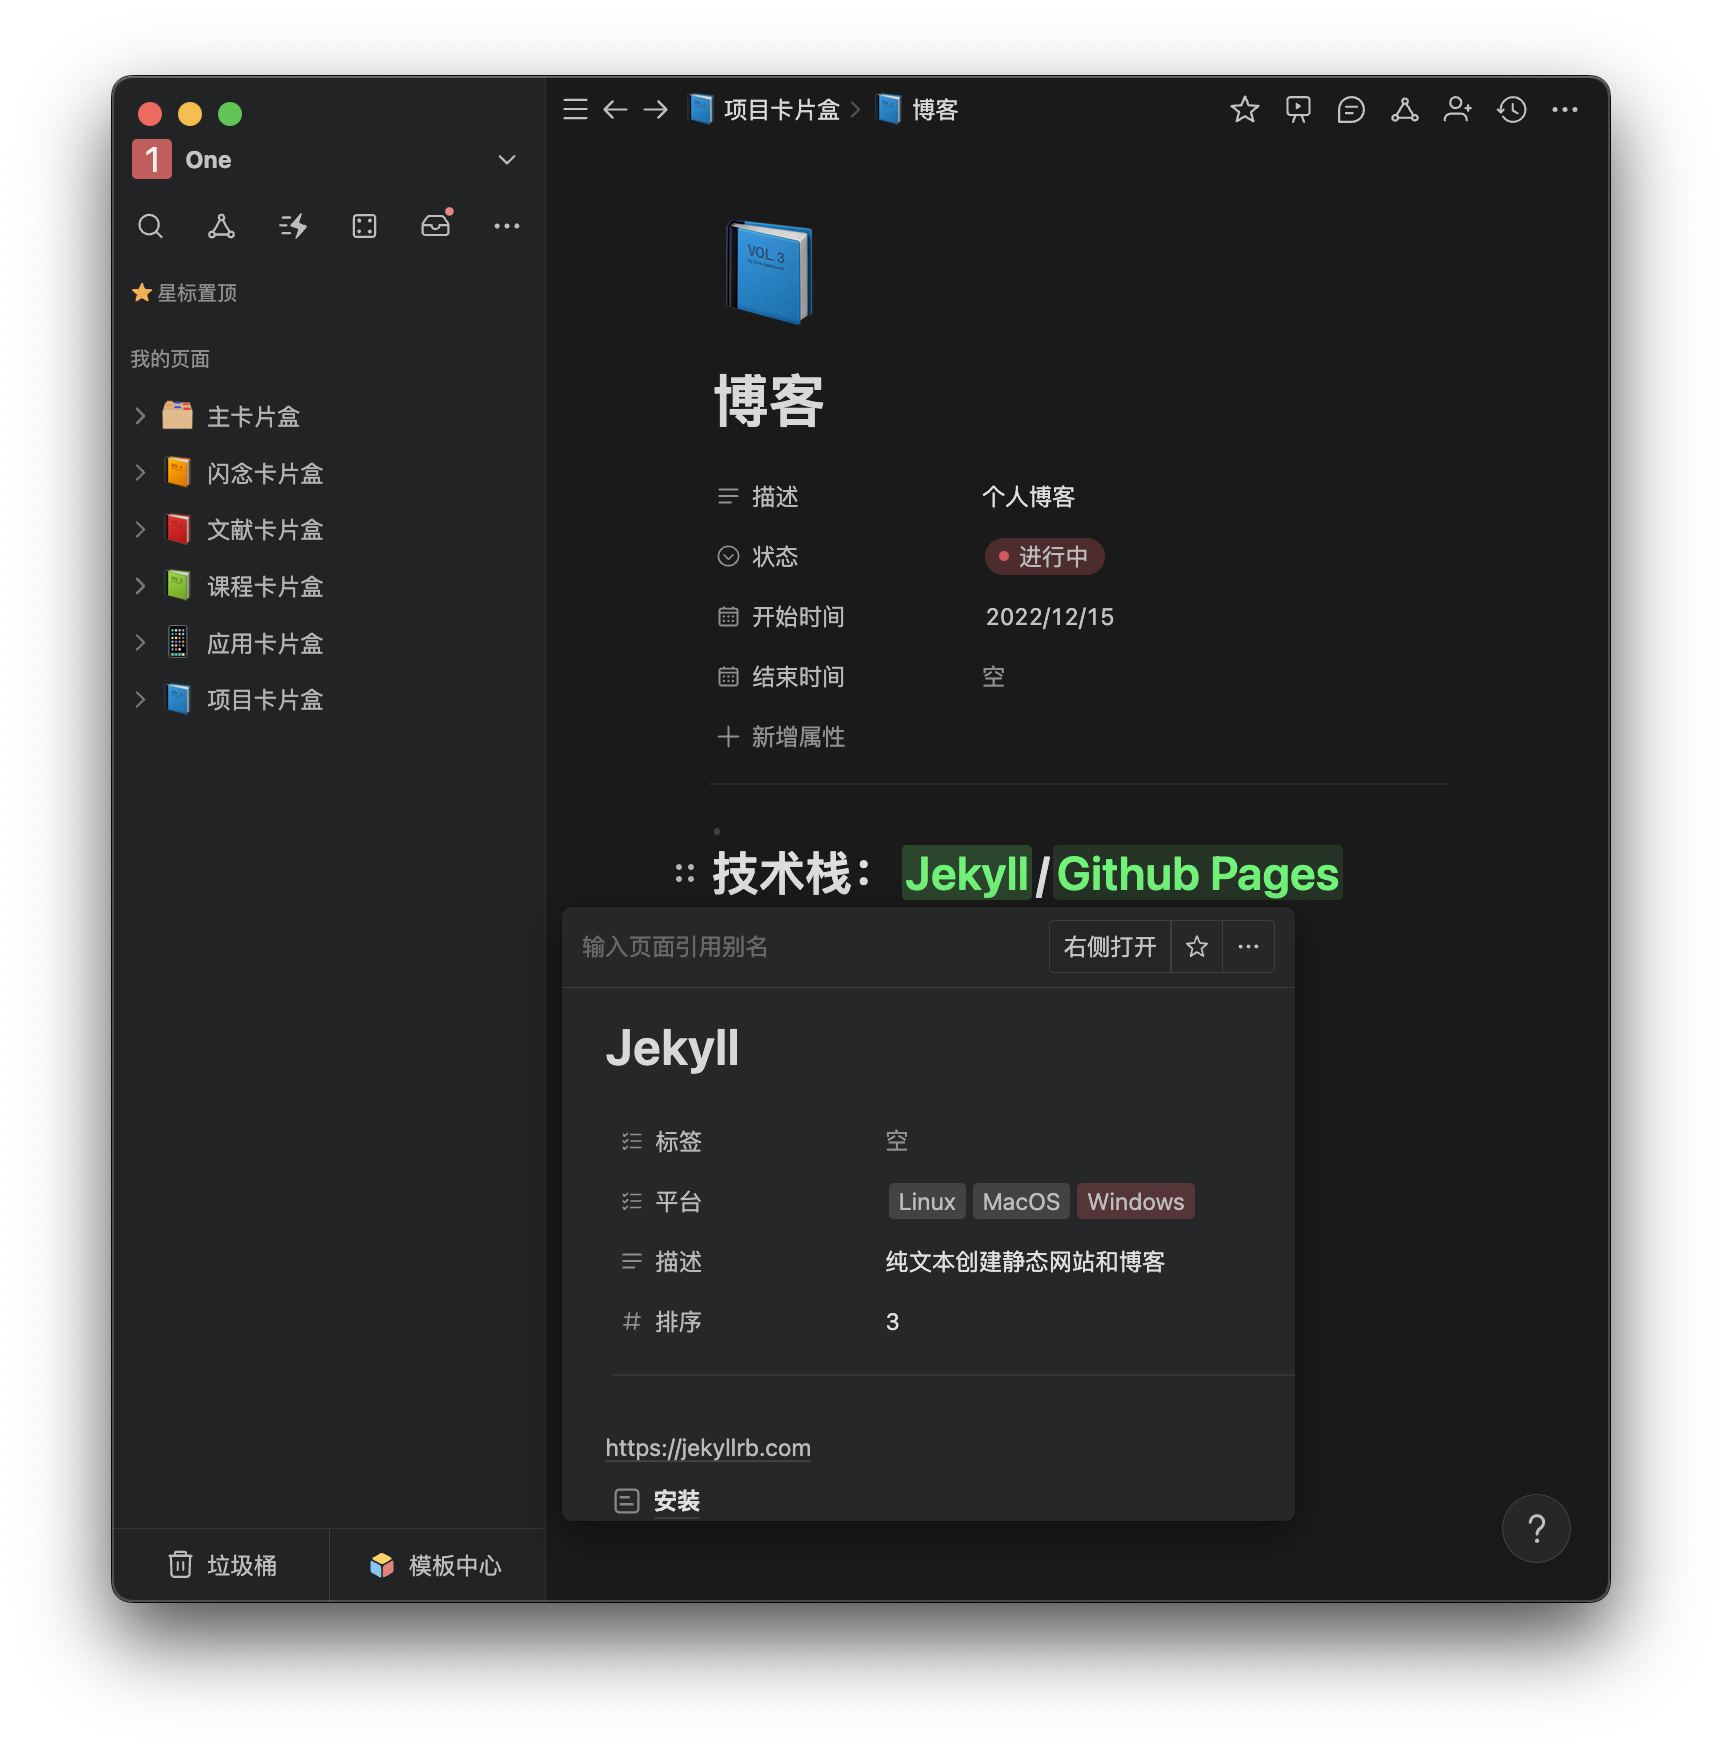 1 One
星标置顶
我的页面
主卡片盒
闪念卡片盒
文献卡片盒
课程卡片盒
应用卡片盒
项目卡片盒
垃圾桶
模板中心
项目卡片盒 博客
VOL. 3
博客
描述 个人博客
状态 进行中
开始时间 2022/12/15
结束时间 空
新增属性
技术栈： Jekyll/Github Pages
输入页面引用别名 右侧打开
Jekyll
标签 空
平台 Linux MacOS Windows
描述 纯文本创建静态网站和博客
排序 3
https://jekyllrb.com
安装
?